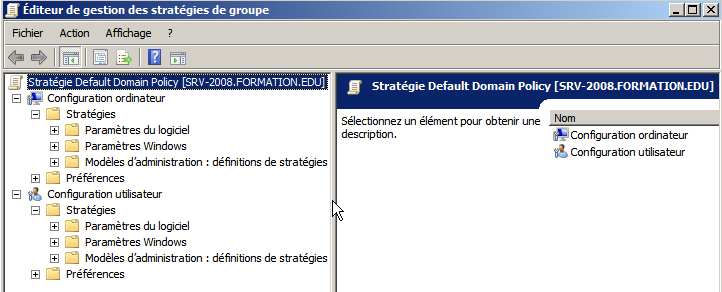 Éditeur de gestion des stratégies de groupe
Fichier Action Affichage ?
Stratégie Default Domain Policy [SRV-2008.FORMATION.EDU]
Configuration ordinateur
Stratégies
Paramètres du logiciel
Paramètres Windows
Modèles d'administration : définitions de stratégies
Préférences
Configuration utilisateur
Stratégies
Paramètres du logiciel
Paramètres Windows
Modèles d'administration : définitions de stratégies
Préférences
Stratégie Default Domain Policy [SRV-2008.FORMATION.EDU]
Sélectionnez un élément pour obtenir une
description.
Nom
Configuration ordinateur
Configuration utilisateur